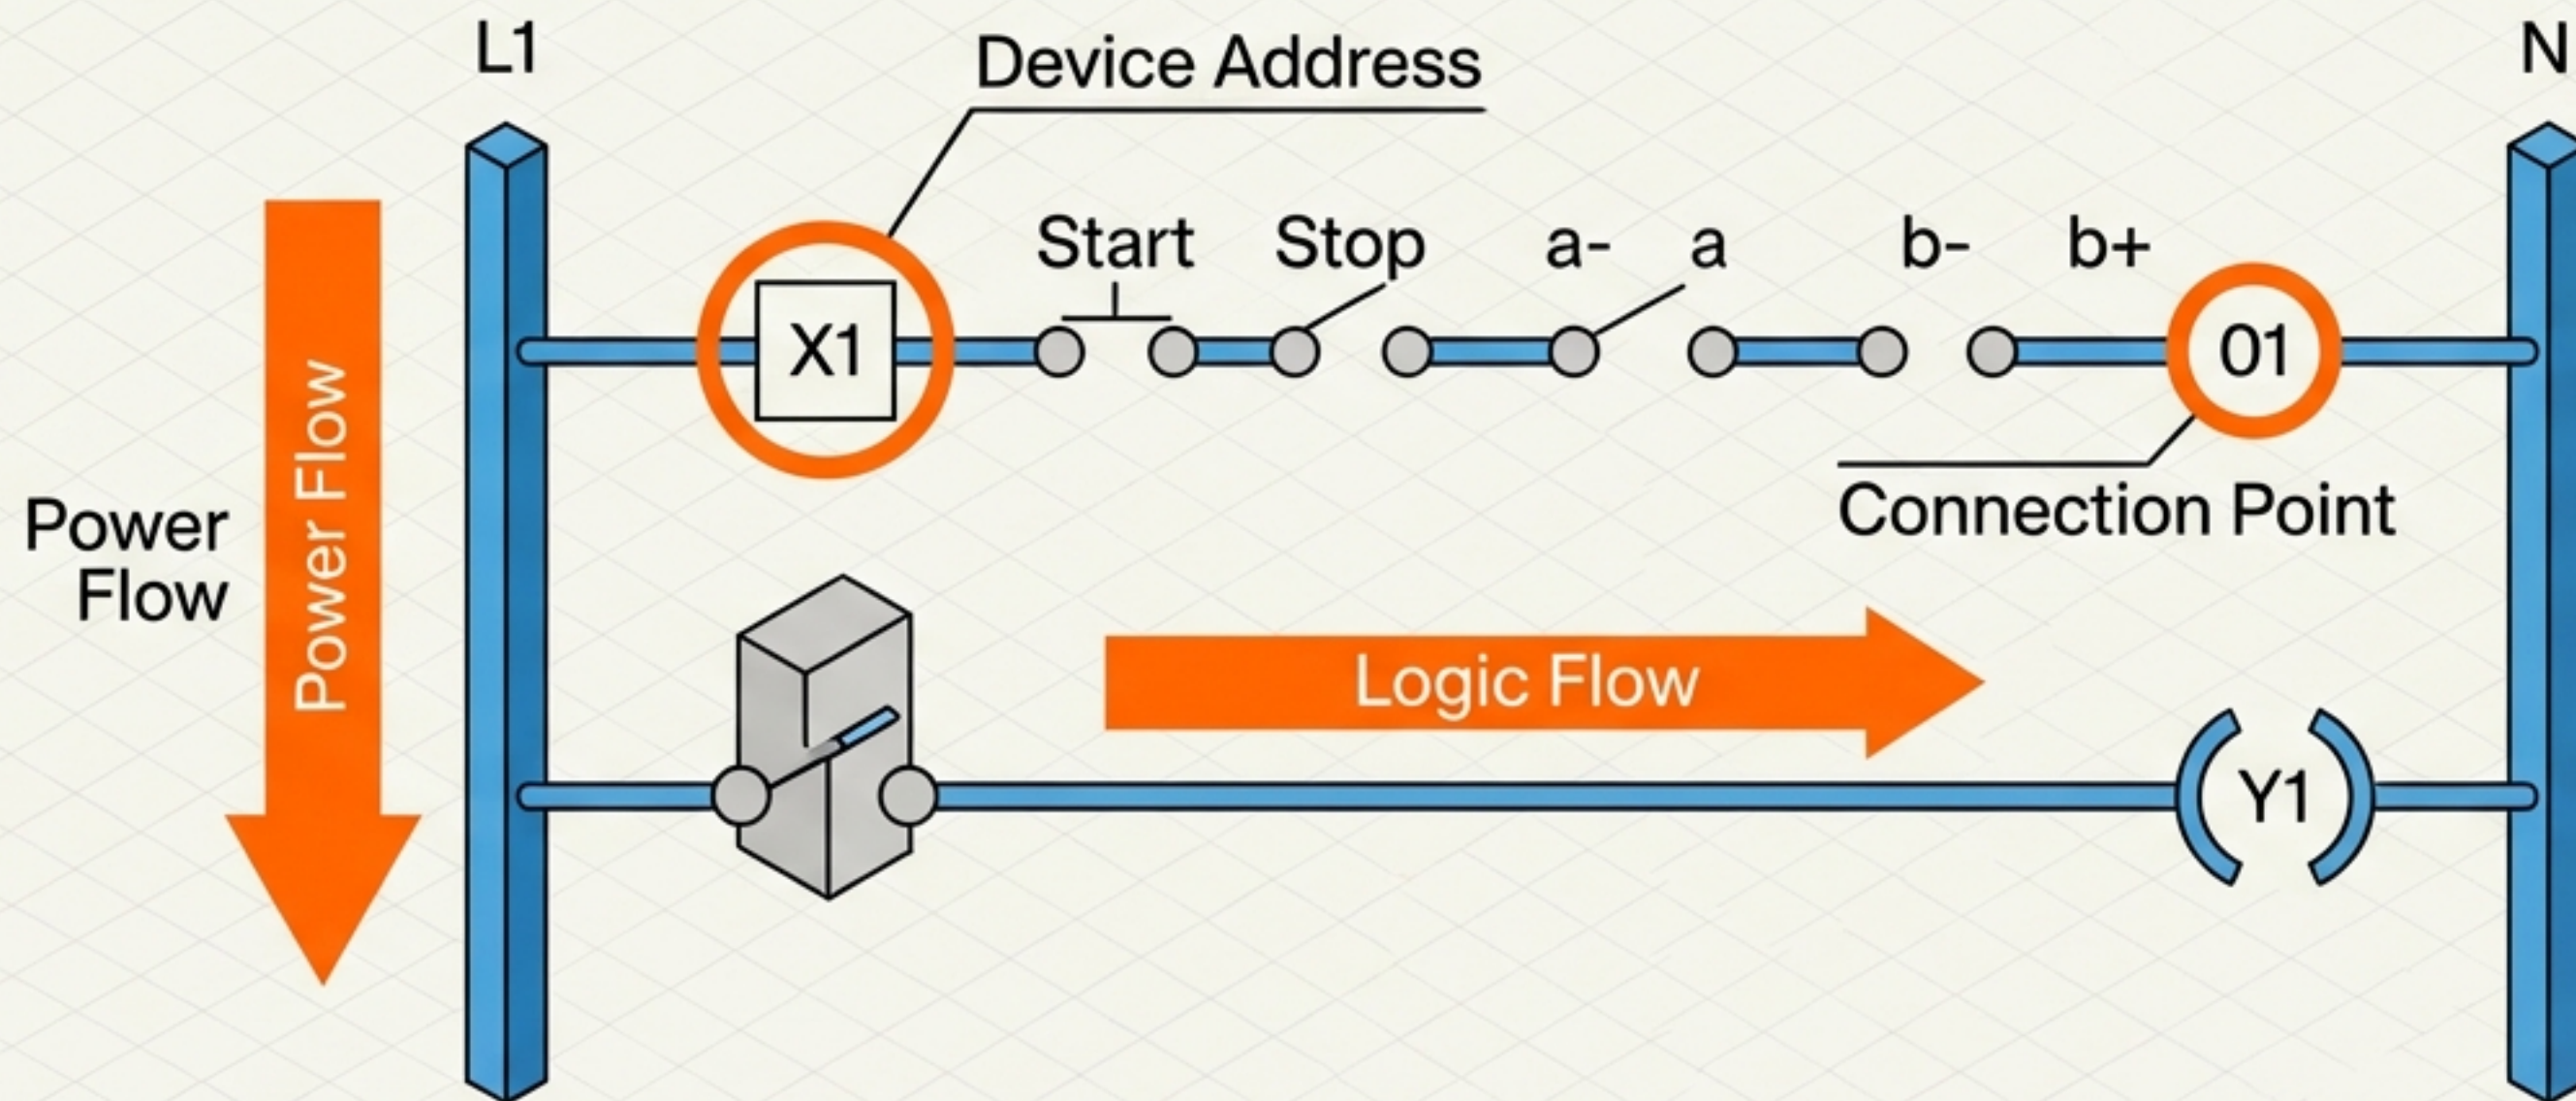 L1
N
Device Address
Start Stop a- a b- b+
X1
01
Connection Point
Power
Flow
Power Flow
Logic Flow
Y1